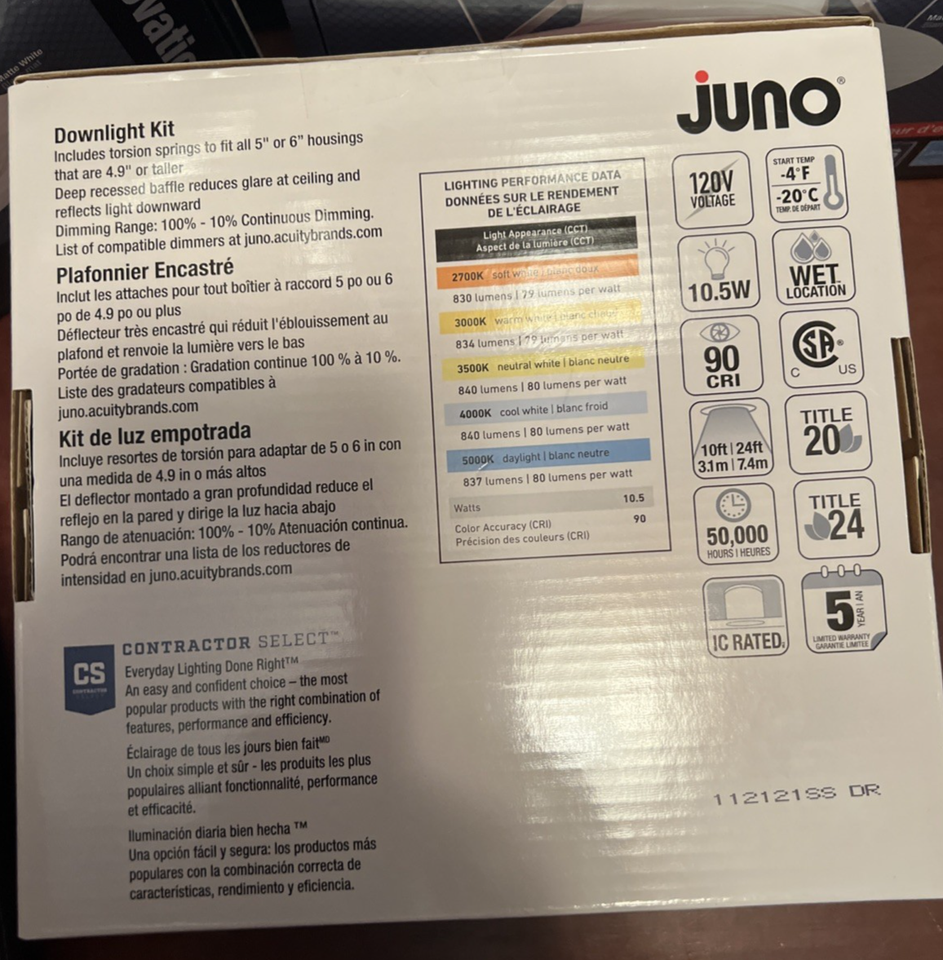 Matte White
vatio
juno®
Downlight Kit
Includes torsion springs to fit all 5" or 6" housings
that are 4.9" or taller
Deep recessed baffle reduces glare at ceiling and
reflects light downward
Dimming Range: 100% - 10% Continuous Dimming.
List of compatible dimmers at juno.acuitybrands.com
Plafonnier Encastré
Inclut les attaches pour tout boîtier à raccord 5 po ou 6
po de 4.9 po ou plus
Déflecteur très encastré qui réduit l'éblouissement au
plafond et renvoie la lumière vers le bas
Portée de gradation : Gradation continue 100 % à 10 %.
Liste des gradateurs compatibles à
juno.acuitybrands.com
Kit de luz empotrada
Incluye resortes de torsión para adaptar de 5 o 6 in con
una medida de 4.9 in o más altos
El deflector montado a gran profundidad reduce el
reflejo en la pared y dirige la luz hacia abajo
Rango de atenuación: 100% - 10% Atenuación continua.
Podrá encontrar una lista de los reductores de
intensidad en juno.acuitybrands.com
LIGHTING PERFORMANCE DATA
DONNÉES SUR LE RENDEMENT
DE L'ÉCLAIRAGE
Light Appearance (CCT)
Aspect de la lumière (CCT)
2700K soft white | blanc doux
830 lumens | 79 lumens per watt
3000K warm white | blanc chaud
834 lumens | 79 lumens per watt
3500K neutral white | blanc neutre
840 lumens | 80 lumens per watt
4000K cool white | blanc froid
840 lumens | 80 lumens per watt
5000K daylight | blanc neutre
837 lumens | 80 lumens per watt
Watts 10.5
Color Accuracy (CRI) 90
Précision des couleurs (CRI)
120V
VOLTAGE
START TEMP
-4°F
-20°C
TEMP. DE DÉPART
10.5W
WET
LOCATION
90
CRI
CSA®
C US
10ft | 24ft
3.1m | 7.4m
TITLE
20
50,000
HOURS | HEURES
TITLE
24
IC RATED
5
YEAR | AN
LIMITED WARRANTY
GARANTIE LIMITÉE
CS
CONTRACTOR
CONTRACTOR SELECT™
Everyday Lighting Done Right™
An easy and confident choice – the most
popular products with the right combination of
features, performance and efficiency.
Éclairage de tous les jours bien fait MD
Un choix simple et sûr - les produits les plus
populaires alliant fonctionnalité, performance
et efficacité.
Iluminación diaria bien hecha ™
Una opción fácil y segura: los productos más
populares con la combinación correcta de
características, rendimiento y eficiencia.
112121SS DR